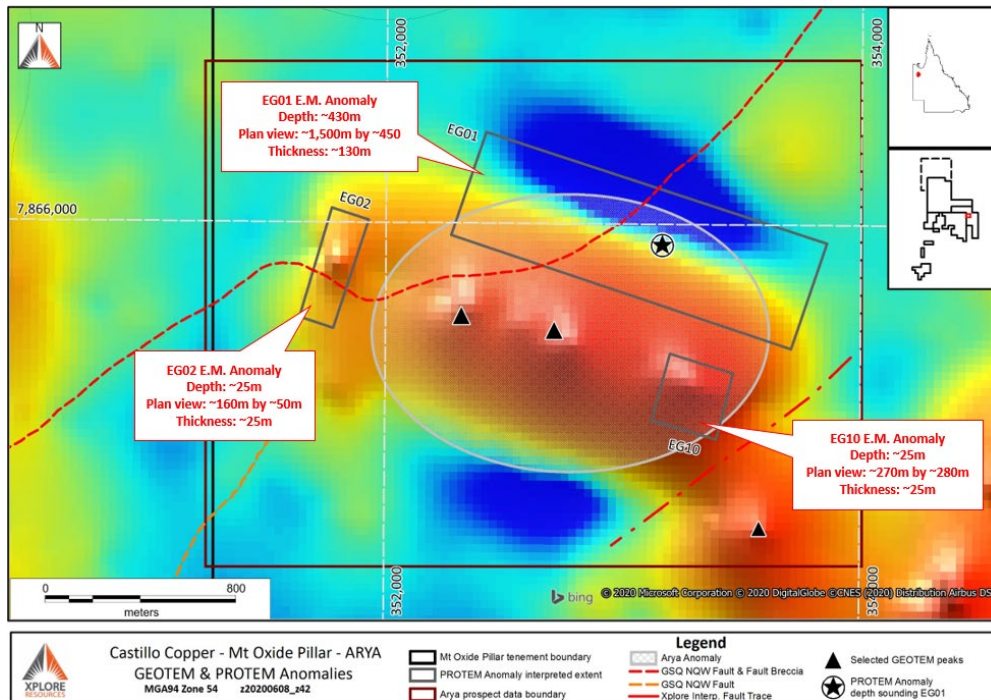 N
352,000
354,000
EG01 E.M. Anomaly
Depth: ~430m
Plan view: ~1,500m by ~450
Thickness: ~130m
EG01
EG02
7,866,000
EG02 E.M. Anomaly
Depth: ~25m
Plan view: ~160m by ~50m
Thickness: ~25m
EG10
EG10 E.M. Anomaly
Depth: ~25m
Plan view: ~270m by ~280m
Thickness: ~25m
0
800
meters
352,000
bing
© 2020 Microsoft Corporation © 2020 DigitalGlobe ©CNES (2020) Distribution Airbus DS
XPLORE
RESOURCES
Castillo Copper - Mt Oxide Pillar - ARYA
GEOTEM & PROTEM Anomalies
MGA94 Zone 54 z20200608_z42
Legend
Mt Oxide Pillar tenement boundary
PROTEM Anomaly interpreted extent
Arya prospect data boundary
Arya Anomaly
GSQ NQW Fault & Fault Breccia
GSQ NQW Fault
Xplore Interp. Fault Trace
Selected GEOTEM peaks
PROTEM Anomaly
depth sounding EG01